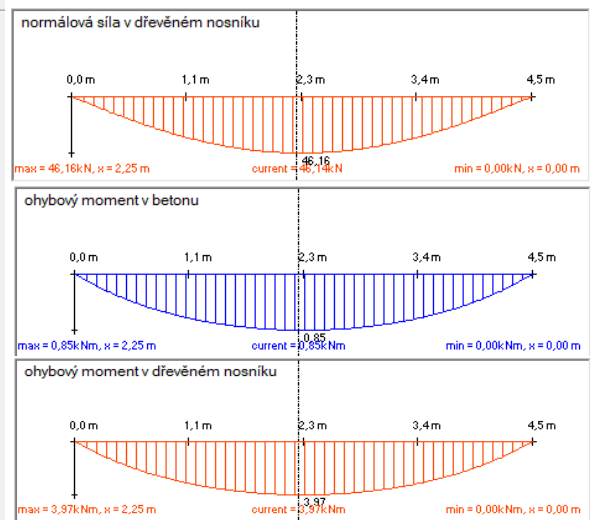 normálová síla v dřevěném nosníku
0,0 m 1,1 m 2,3 m 3,4 m 4,5 m
46,16
max = 46,16kN, x = 2,25 m current = 46,14kN min = 0,00kN, x = 0,00 m
ohybový moment v betonu
0,0 m 1,1 m 2,3 m 3,4 m 4,5 m
0,85
max = 0,85kNm, x = 2,25 m current = 0,85kNm min = 0,00kNm, x = 0,00 m
ohybový moment v dřevěném nosníku
0,0 m 1,1 m 2,3 m 3,4 m 4,5 m
3,97
max = 3,97kNm, x = 2,25 m current = 3,97kNm min = 0,00kNm, x = 0,00 m